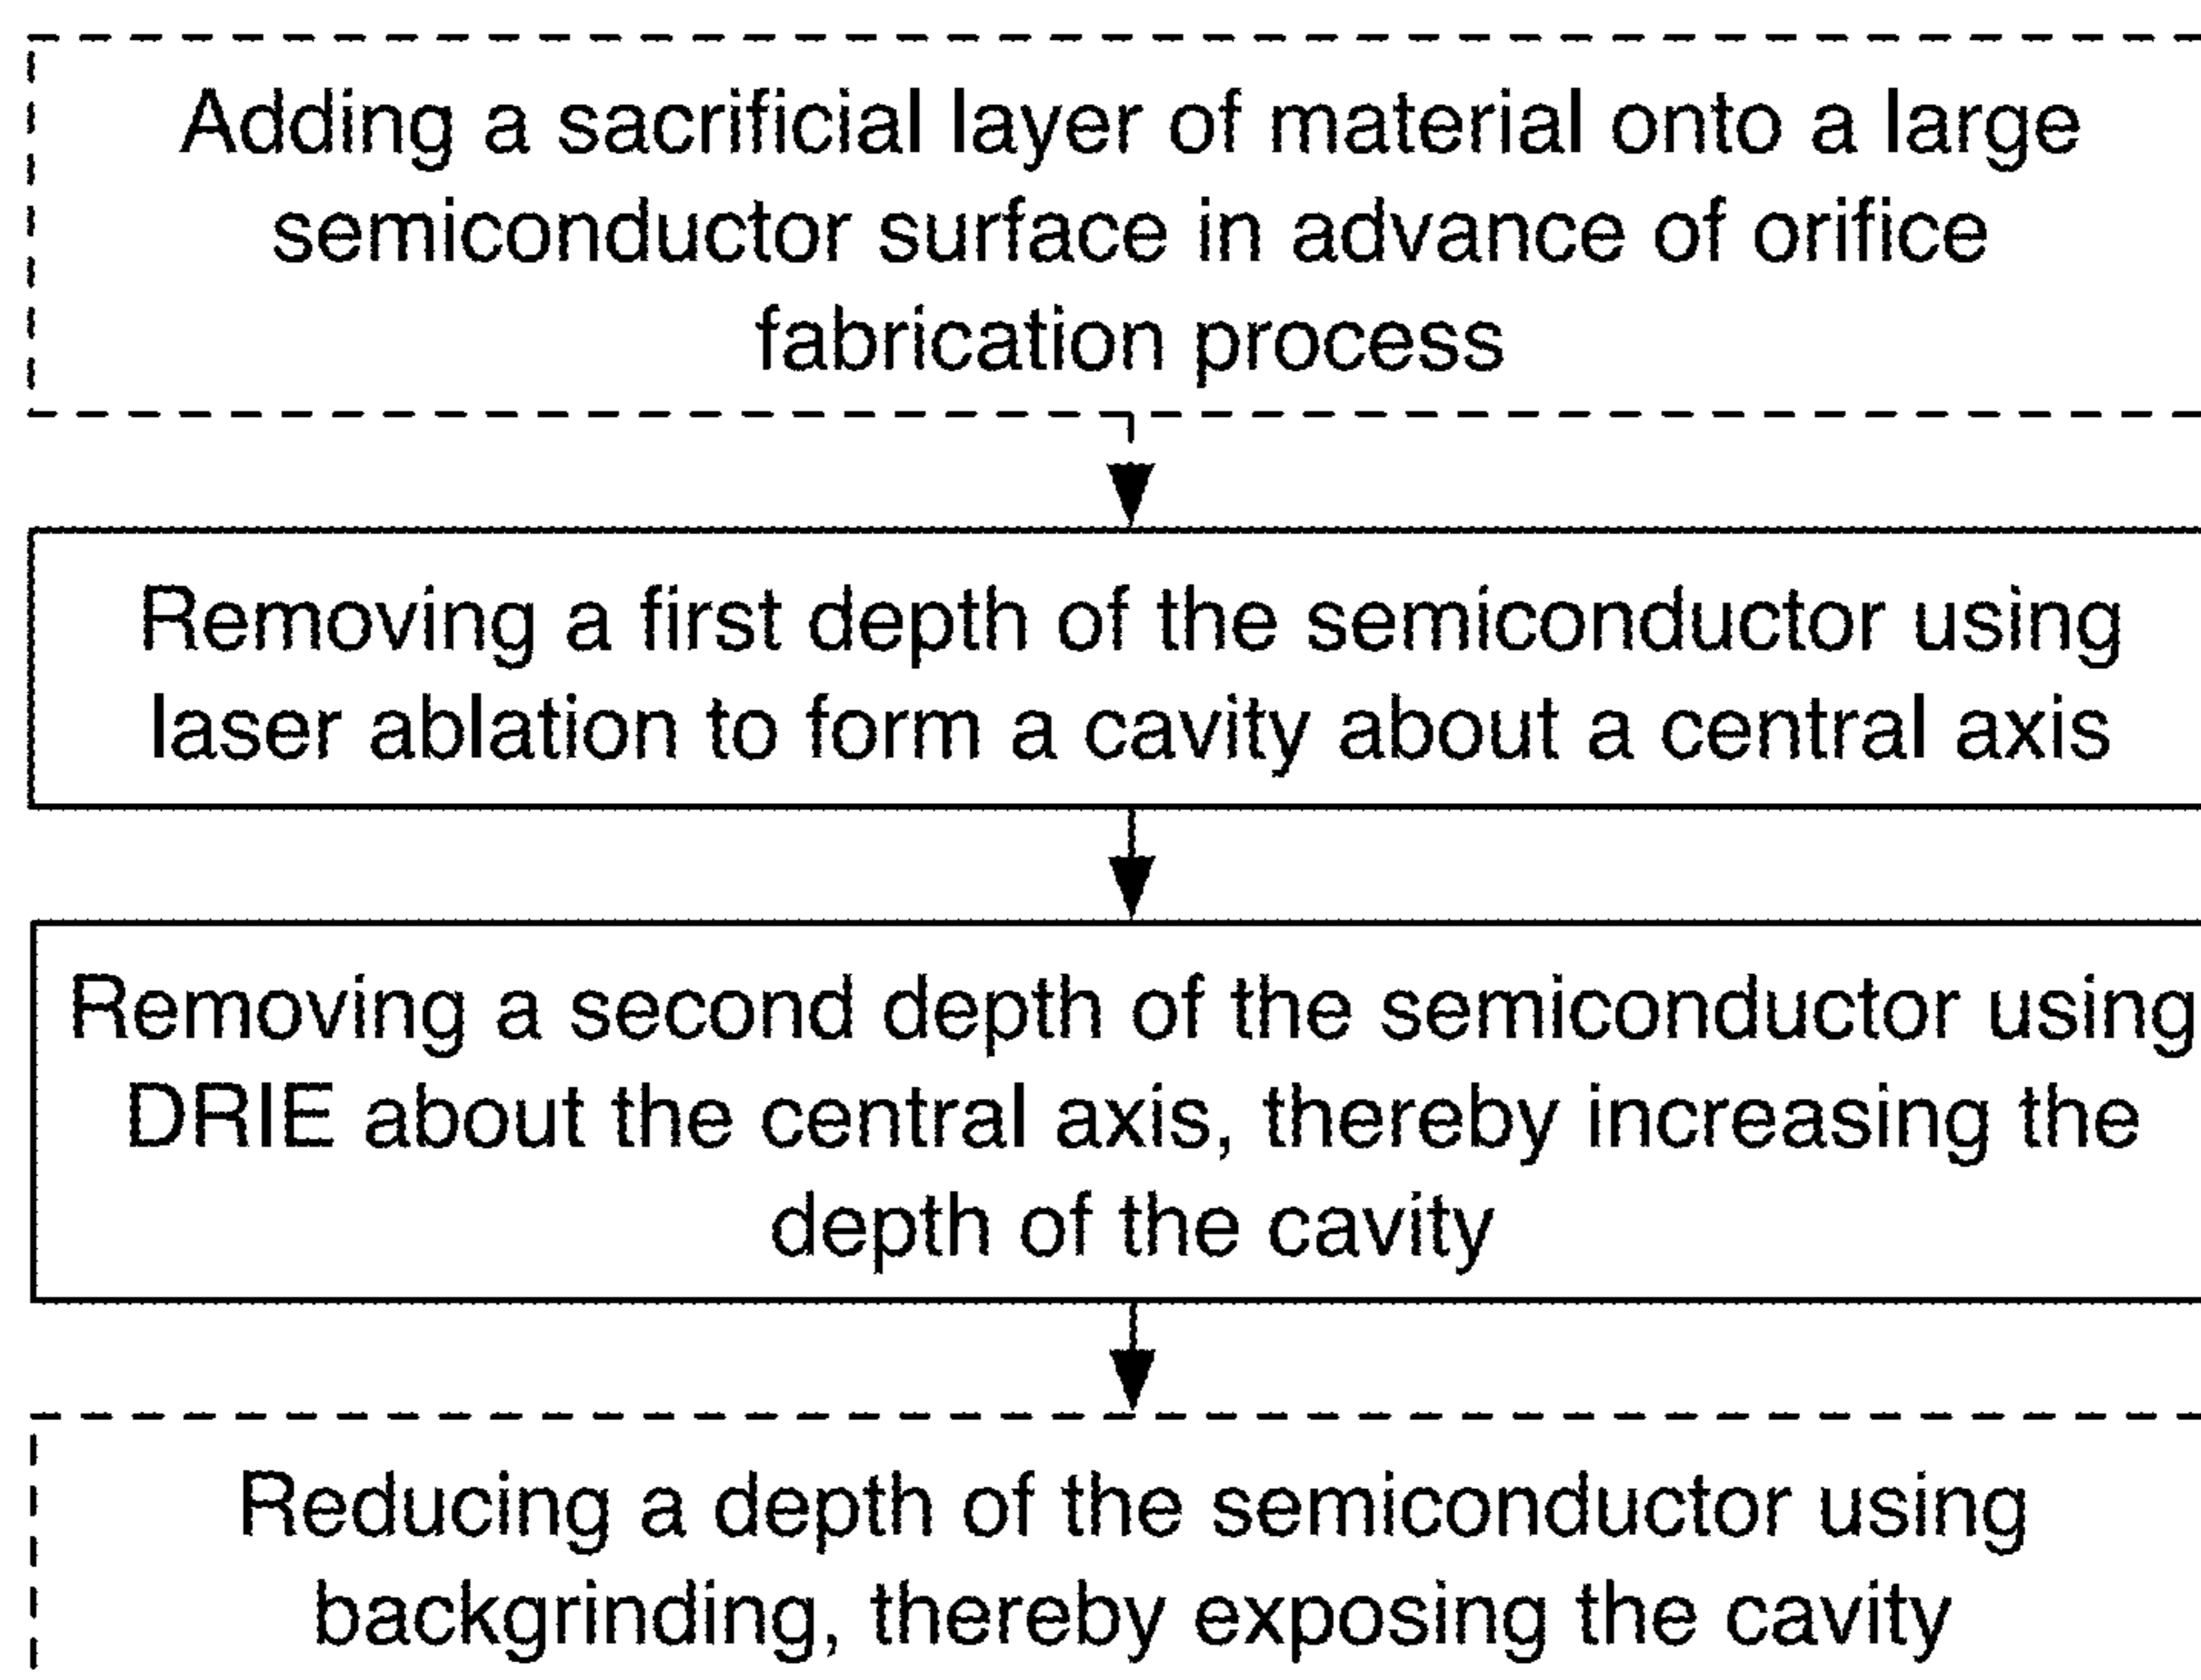 Adding a sacrificial layer of material onto a large
semiconductor surface in advance of orifice
fabrication process
Removing a first depth of the semiconductor using
laser ablation to form a cavity about a central axis
Removing a second depth of the semiconductor using
DRIE about the central axis, thereby increasing the
depth of the cavity
Reducing a depth of the semiconductor using
backgrinding, thereby exposing the cavity